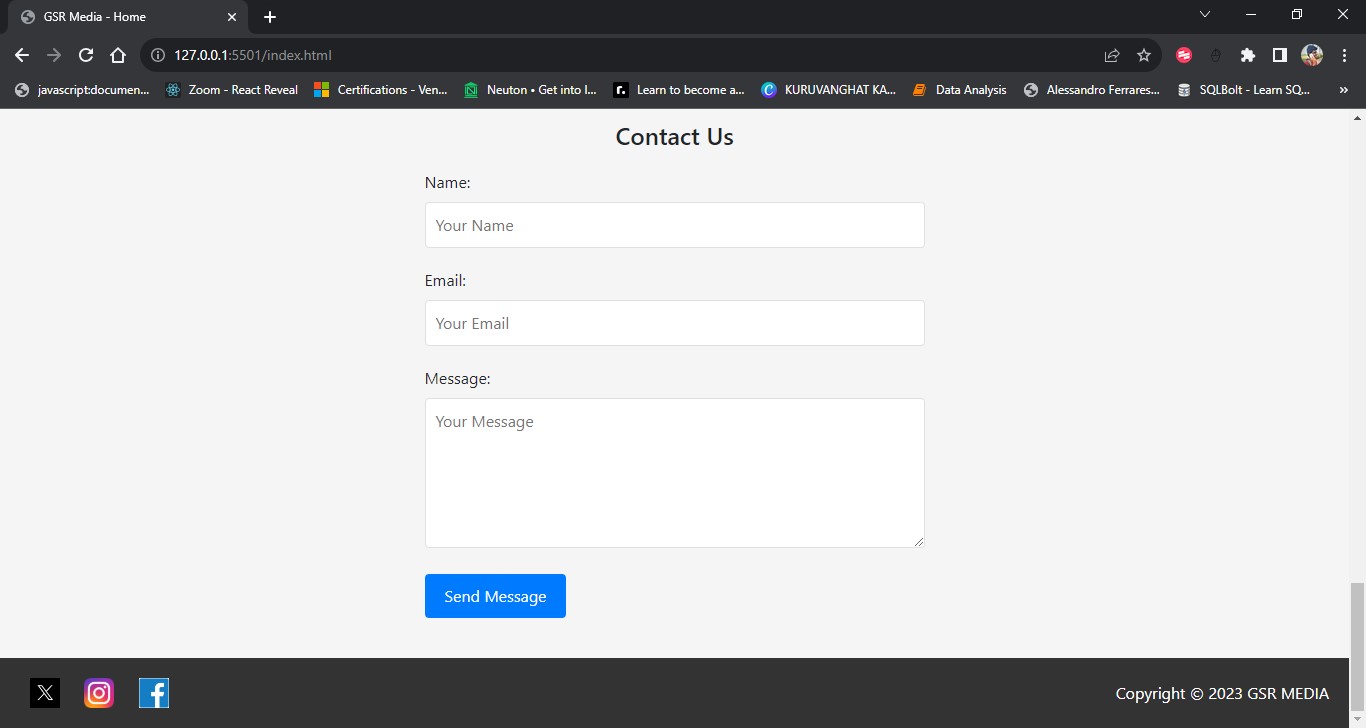 GSR Media - Home
127.0.0.1:5501/index.html
javascript:documen... Zoom - React Reveal Certifications - Ven... Neuton • Get into I... r. Learn to become a... C KURUVANGHAT KA... Data Analysis Alessandro Ferrares... SQLBolt - Learn SQ... »
Contact Us
Name:
Your Name
Email:
Your Email
Message:
Your Message
Send Message
Copyright © 2023 GSR MEDIA